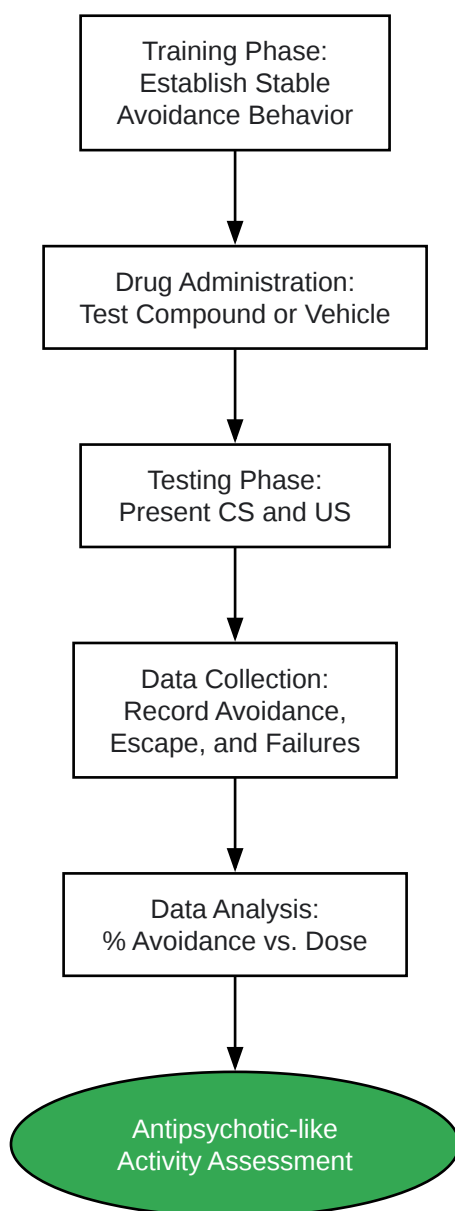 Training Phase:
Establish Stable
Avoidance Behavior
Drug Administration:
Test Compound or Vehicle
Testing Phase:
Present CS and US
Data Collection:
Record Avoidance,
Escape, and Failures
Data Analysis:
% Avoidance vs. Dose
Antipsychotic-like
Activity Assessment